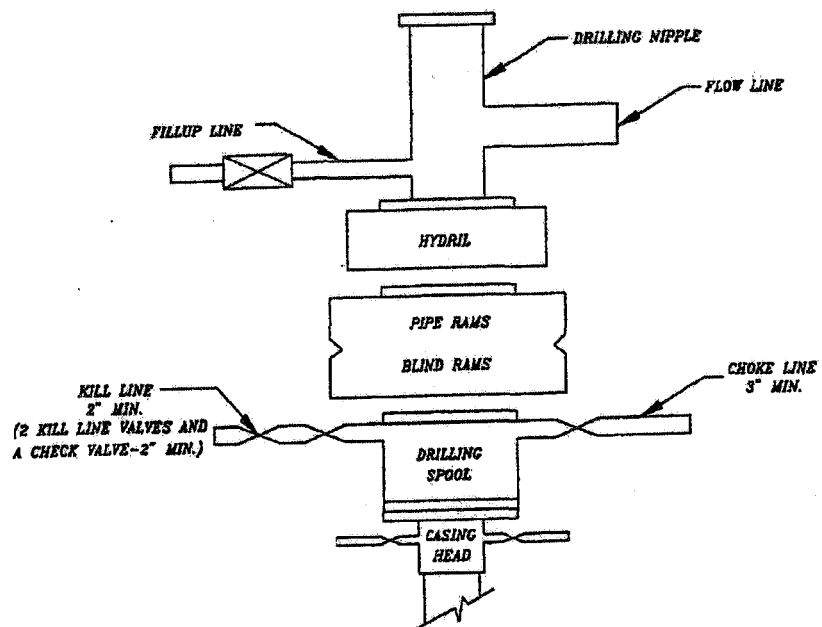 DRILLING NIPPLE
FLOW LINE
FILLUP LINE
HYDRIL
PIPE RAMS
BLIND RAMS
CHOKE LINE
3" MIN.
KILL LINE
2" MIN.
(2 KILL LINE VALVES AND
A CHECK VALVE-2" MIN.)
DRILLING
SPOOL
CASING
HEAD